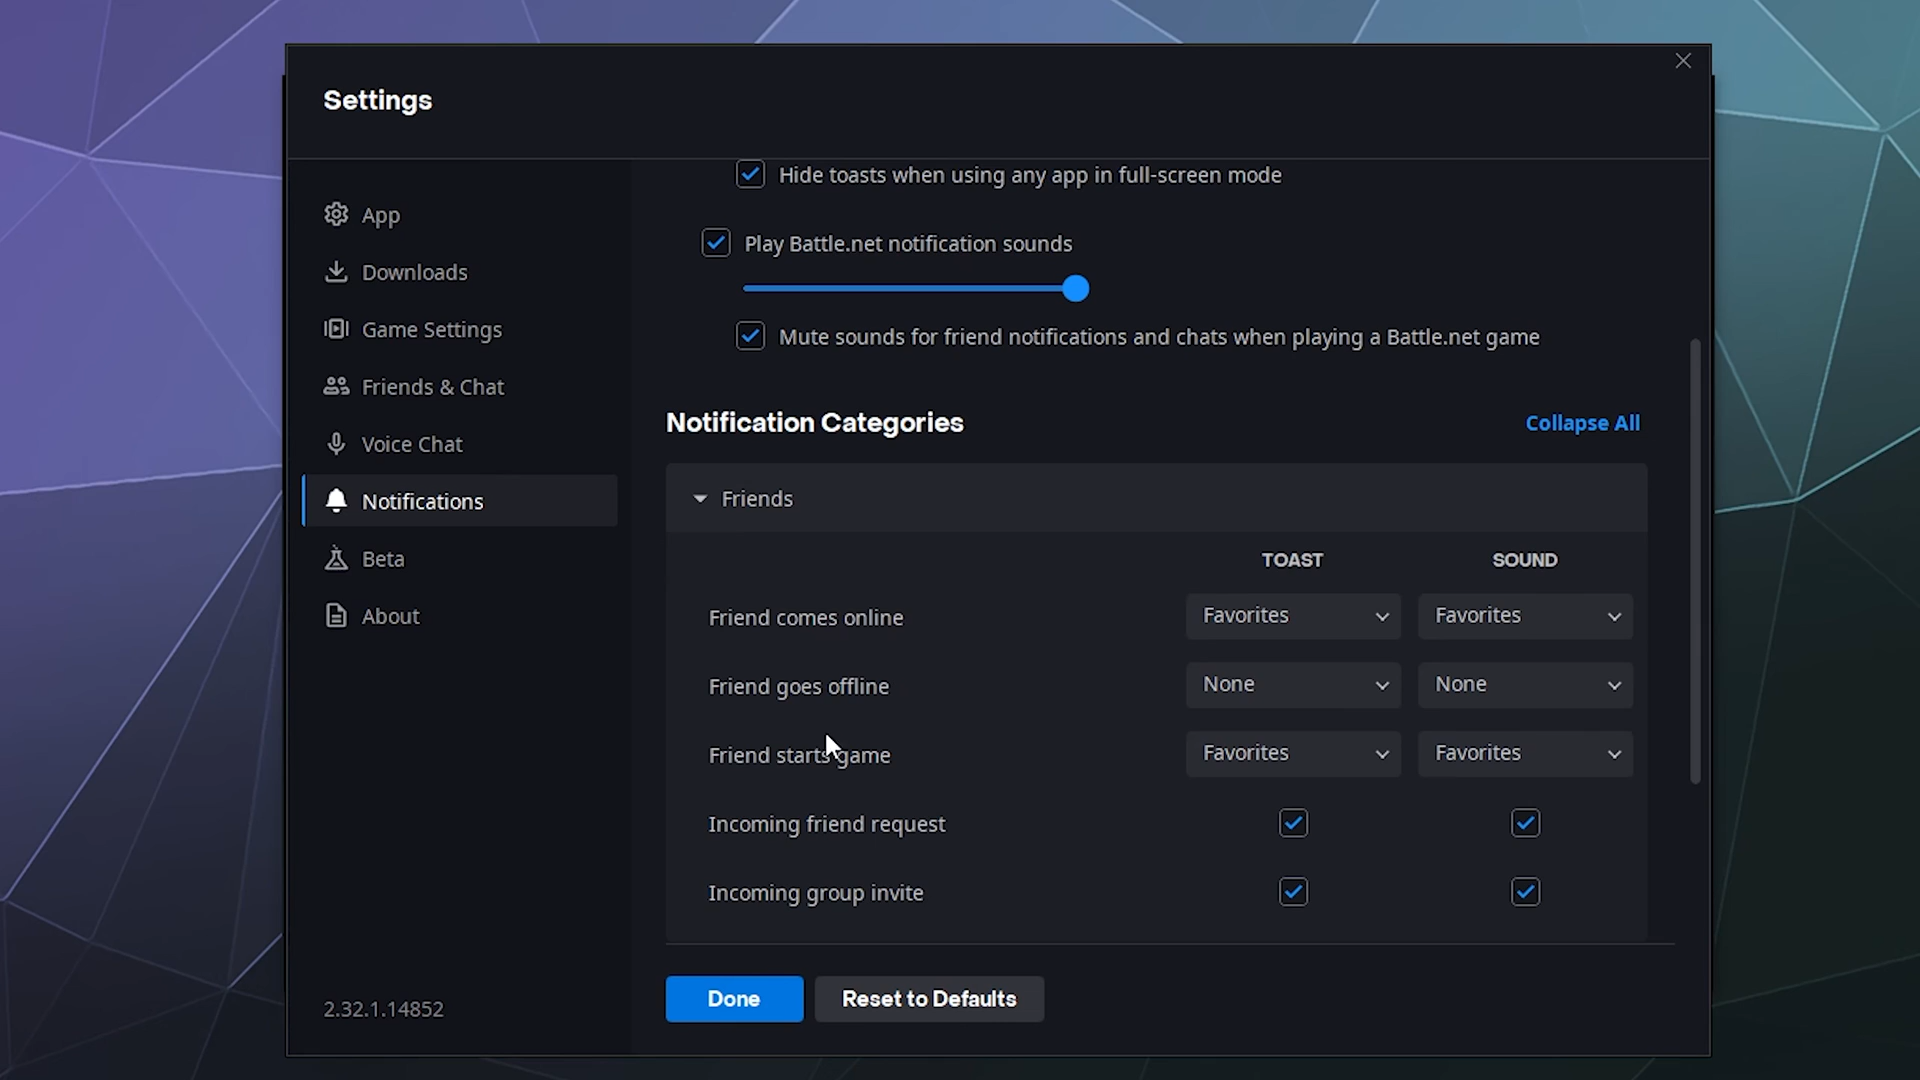 Settings
App
Downloads
Game Settings
Friends & Chat
Voice Chat
Notifications
Beta
About
2.32.1.14852
Hide toasts when using any app in full-screen mode
Play Battle.net notification sounds
Mute sounds for friend notifications and chats when playing a Battle.net game
Notification Categories Collapse All
Friends
TOAST SOUND
Friend comes online Favorites Favorites
Friend goes offline None None
Friend starts game Favorites Favorites
Incoming friend request
Incoming group invite
Done Reset to Defaults